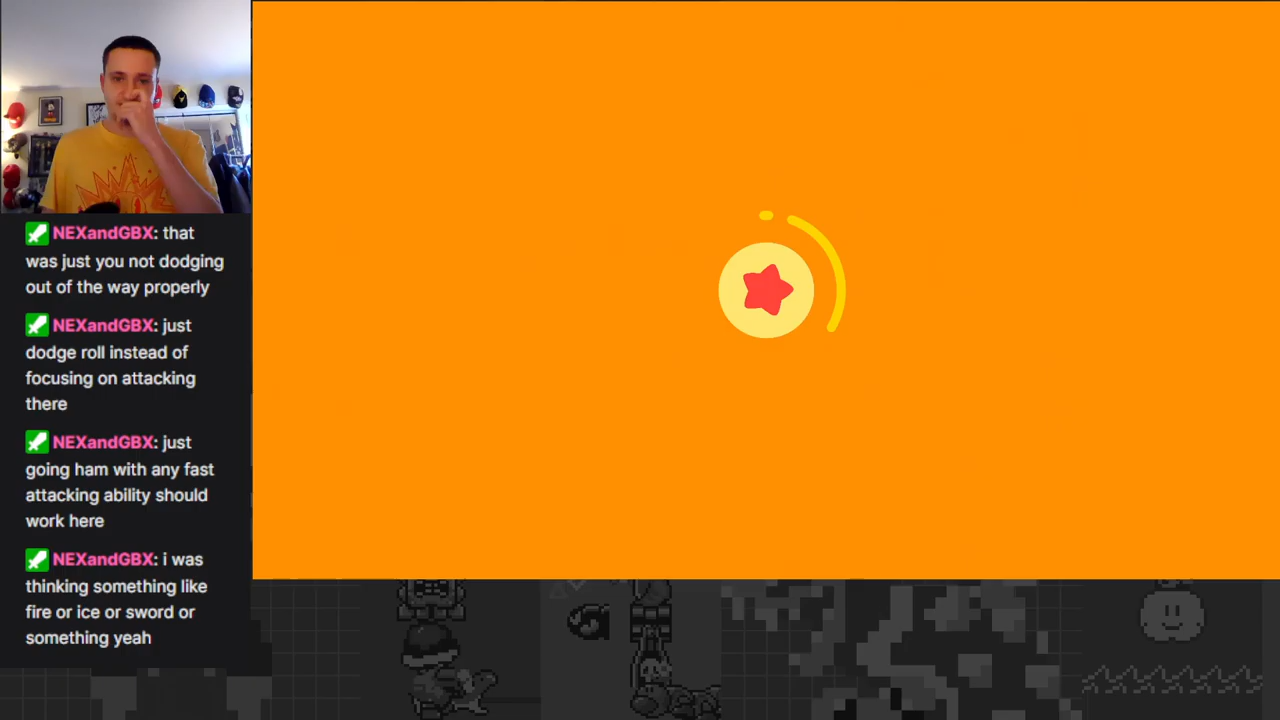 NEXandGBX: that
was just you not dodging
out of the way properly
NEXandGBX: just
dodge roll instead of
focusing on attacking
there
NEXandGBX: just
going ham with any fast
attacking ability should
work here
NEXandGBX: i was
thinking something like
fire or ice or sword or
something yeah